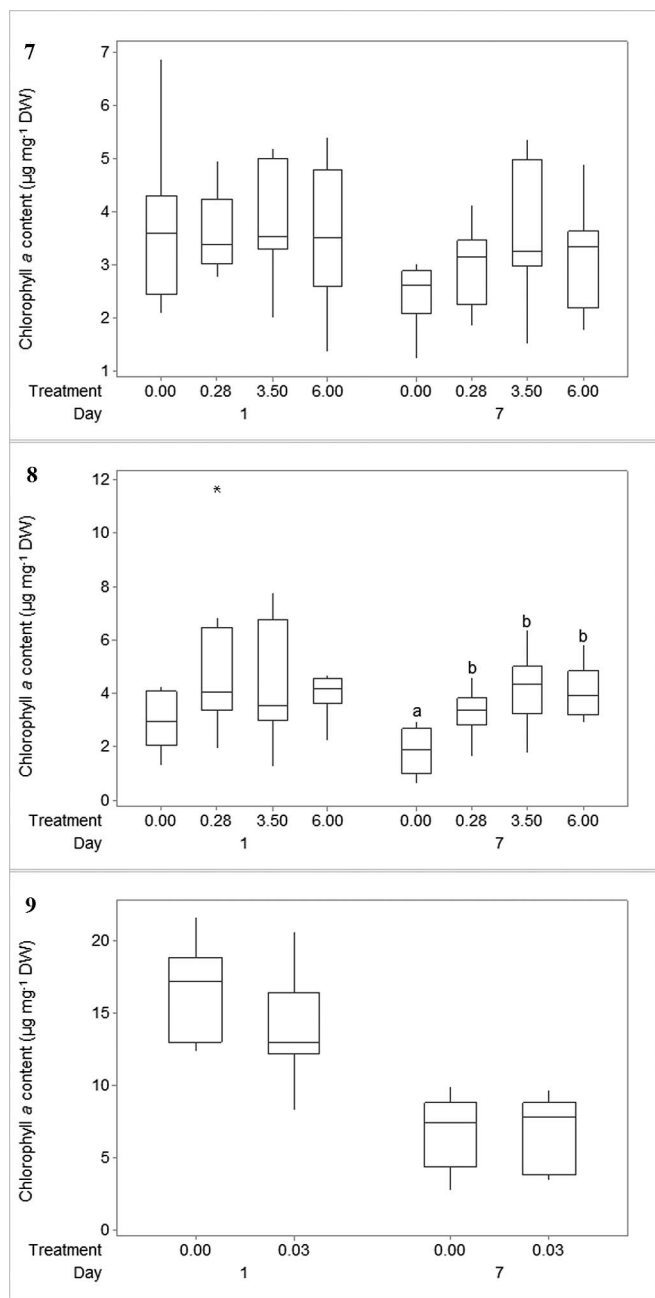 7
Chlorophyll a content (µg mg-1 DW)
7
6
5
4
3
2
1
Treatment 0.00 0.28 3.50 6.00 0.00 0.28 3.50 6.00
Day 1 7
8
Chlorophyll a content (µg mg-1 DW)
12
10
8
6
4
2
0
*
a b b b
Treatment 0.00 0.28 3.50 6.00 0.00 0.28 3.50 6.00
Day 1 7
9
Chlorophyll a content (µg mg-1 DW)
20
15
10
5
0
Treatment 0.00 0.03 0.00 0.03
Day 1 7